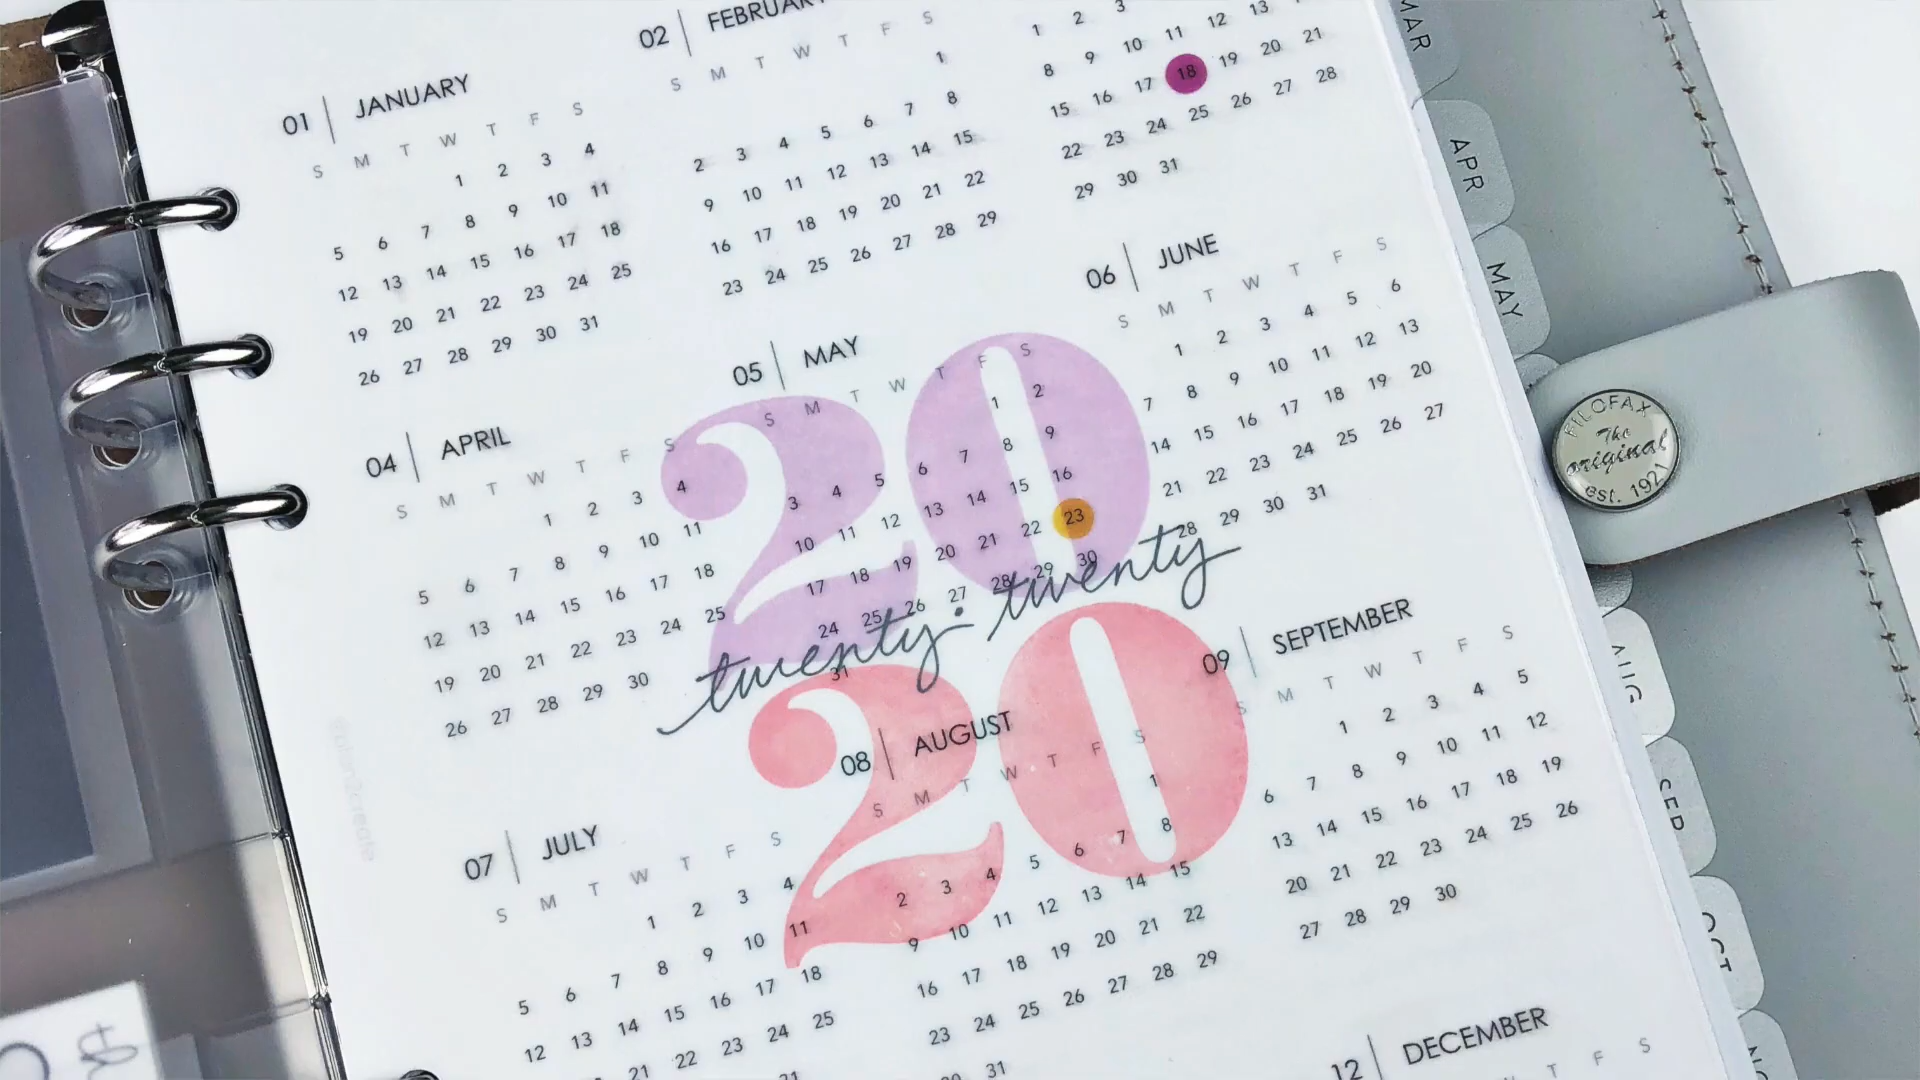 01 | JANUARY
S M T W T F S
1 2 3 4
5 6 7 8 9 10 11
12 13 14 15 16 17 18
19 20 21 22 23 24 25
26 27 28 29 30 31
02 | FEBRUARY
S M T W T F S
1
2 3 4 5 6 7 8
9 10 11 12 13 14 15
16 17 18 19 20 21 22
23 24 25 26 27 28 29
1 2 3
8 9 10 11 12 13
15 16 17 18 19 20 21
22 23 24 25 26 27 28
29 30 31
04 | APRIL
S M T W T F S
1 2 3 4
5 6 7 8 9 10 11
12 13 14 15 16 17 18
19 20 21 22 23 24 25
26 27 28 29 30
05 | MAY
S M T W T F S
1 2
3 4 5 6 7 8 9
10 11 12 13 14 15 16
17 18 19 20 21 22 23
24 25 26 27 28 29 30
31
06 | JUNE
S M T W T F S
1 2 3 4 5 6
7 8 9 10 11 12 13
14 15 16 17 18 19 20
21 22 23 24 25 26 27
28 29 30 31
20
twenty·twenty
20
07 | JULY
S M T W T F S
1 2 3 4
5 6 7 8 9 10 11
12 13 14 15 16 17 18
21 22 23 24 25
31
08 | AUGUST
S M T W T F S
1
2 3 4 5 6 7 8
9 10 11 12 13 14 15
16 17 18 19 20 21 22
23 24 25 26 27 28 29
30 31
09 | SEPTEMBER
S M T W T F S
1 2 3 4 5
6 7 8 9 10 11 12
13 14 15 16 17 18 19
20 21 22 23 24 25 26
27 28 29 30
12 | DECEMBER
T F S
MAR
APR
MAY
AUG
SEP
OCT
FILOFAX
The
original
est. 1921